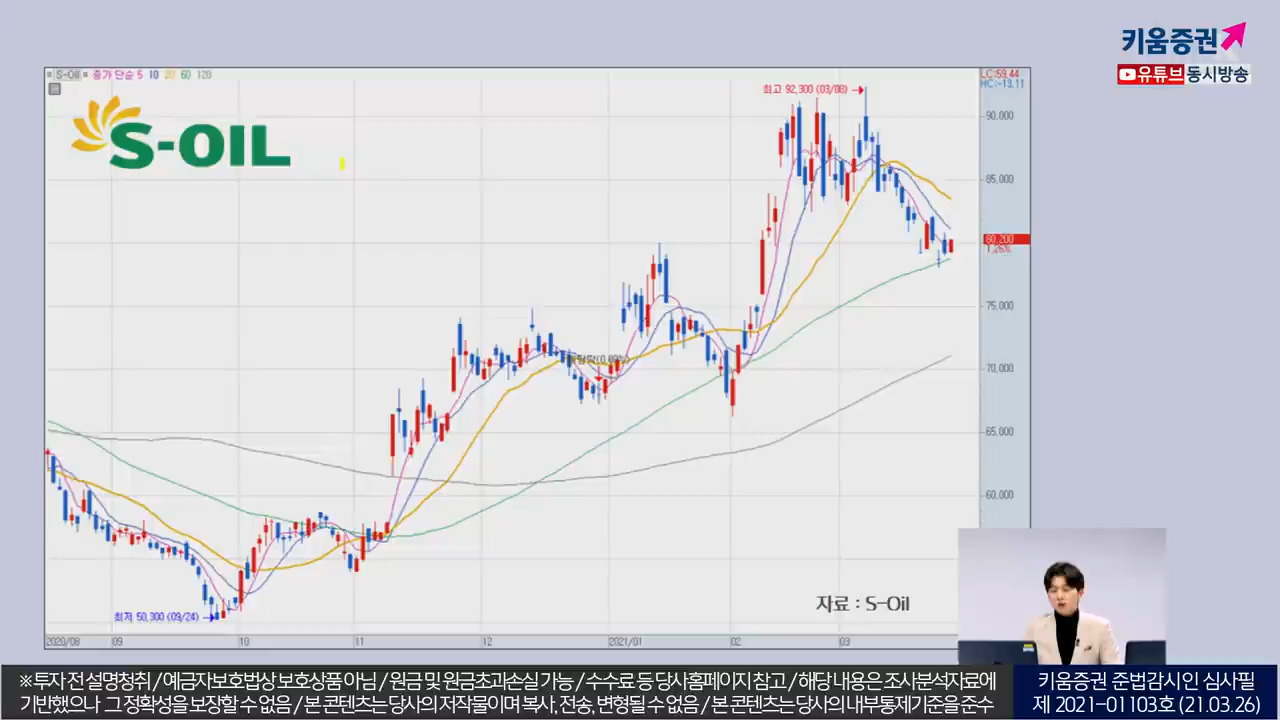 키움증권
유튜브 동시방송
S-Oil 종가 단순 5 10 20 60 120
LC:59.44
HC:-13.11
최고 92,300 (03/08)
S-OIL
90,000
85,000
80,200
1.26%
75,000
70,000
65,000
60,000
최저 50,300 (09/24)
자료 : S-Oil
2020/08 09 10 11 12 2021/01 02 03
※ 투자 전 설명청취 / 예금자보호법상 보호상품 아님 / 원금 및 원금초과손실 가능 / 수수료 등 당사홈페이지 참고 / 해당 내용은 조사분석자료에
기반했으나 그 정확성을 보장할 수 없음 / 본 콘텐츠는 당사의 저작물이며 복사, 전송, 변형될 수 없음 / 본 콘텐츠는 당사의 내부통제기준을 준수
키움증권 준법감시인 심사필
제 2021-01103호 (21.03.26)